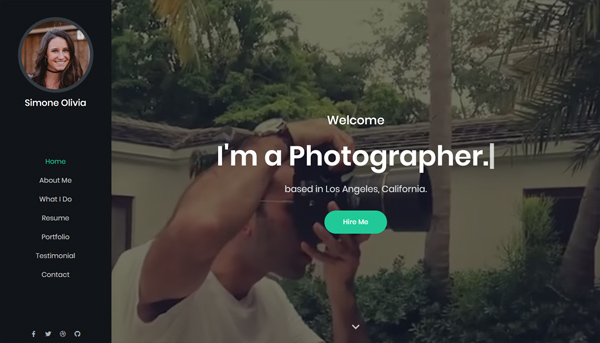 Simone Olivia
Home
About Me
What I Do
Resume
Portfolio
Testimonial
Contact
Welcome
I'm a Photographer.|
based in Los Angeles, California.
Hire Me